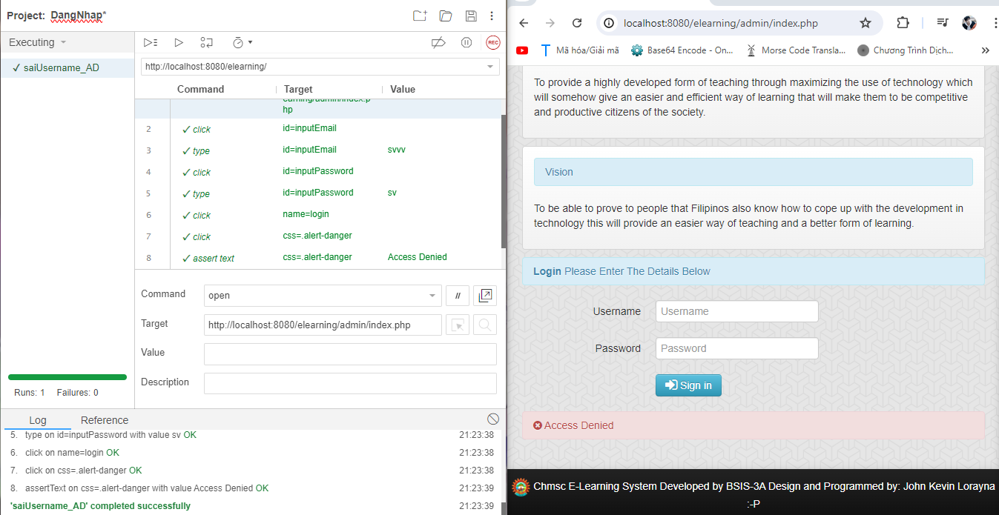 Project: DangNhap*
Executing
✓ saiUsername_AD
Runs: 1 Failures: 0
REC
http://localhost:8080/elearning/
Command Target Value
earning/admin/index.p
hp
2 ✓ click id=inputEmail
3 ✓ type id=inputEmail svvv
4 ✓ click id=inputPassword
5 ✓ type id=inputPassword sv
6 ✓ click name=login
7 ✓ click css=.alert-danger
8 ✓ assert text css=.alert-danger Access Denied
Command open //
Target http://localhost:8080/elearning/admin/index.php
Value
Description
Log Reference
5. type on id=inputPassword with value sv OK 21:23:38
6. click on name=login OK 21:23:38
7. click on css=.alert-danger OK 21:23:38
8. assertText on css=.alert-danger with value Access Denied OK 21:23:39
'saiUsername_AD' completed successfully 21:23:39
localhost:8080/elearning/admin/index.php
Mã hóa/Giải mã Base64 Encode - On... Morse Code Transla... Chương Trình Dịch... »
To provide a highly developed form of teaching through maximizing the use of technology which
will somehow give an easier and efficient way of learning that will make them to be competitive
and productive citizens of the society.
Vision
To be able to prove to people that Filipinos also know how to cope up with the development in
technology this will provide an easier way of teaching and a better form of learning.
Login Please Enter The Details Below
Username Username
Password Password
Sign in
Access Denied
Chmsc E-Learning System Developed by BSIS-3A Design and Programmed by: John Kevin Lorayna
:-P